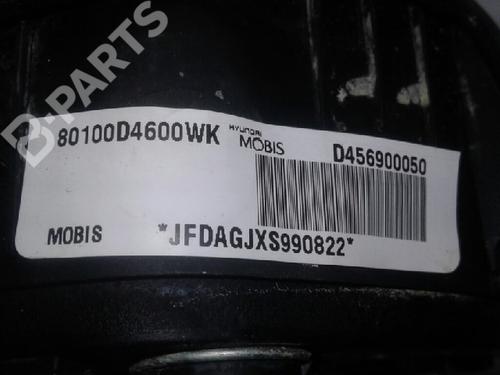 B-PARTS
80100D4600WK HYUNDAI MOBIS D456900050
MOBIS *JFDAGJXS990822*